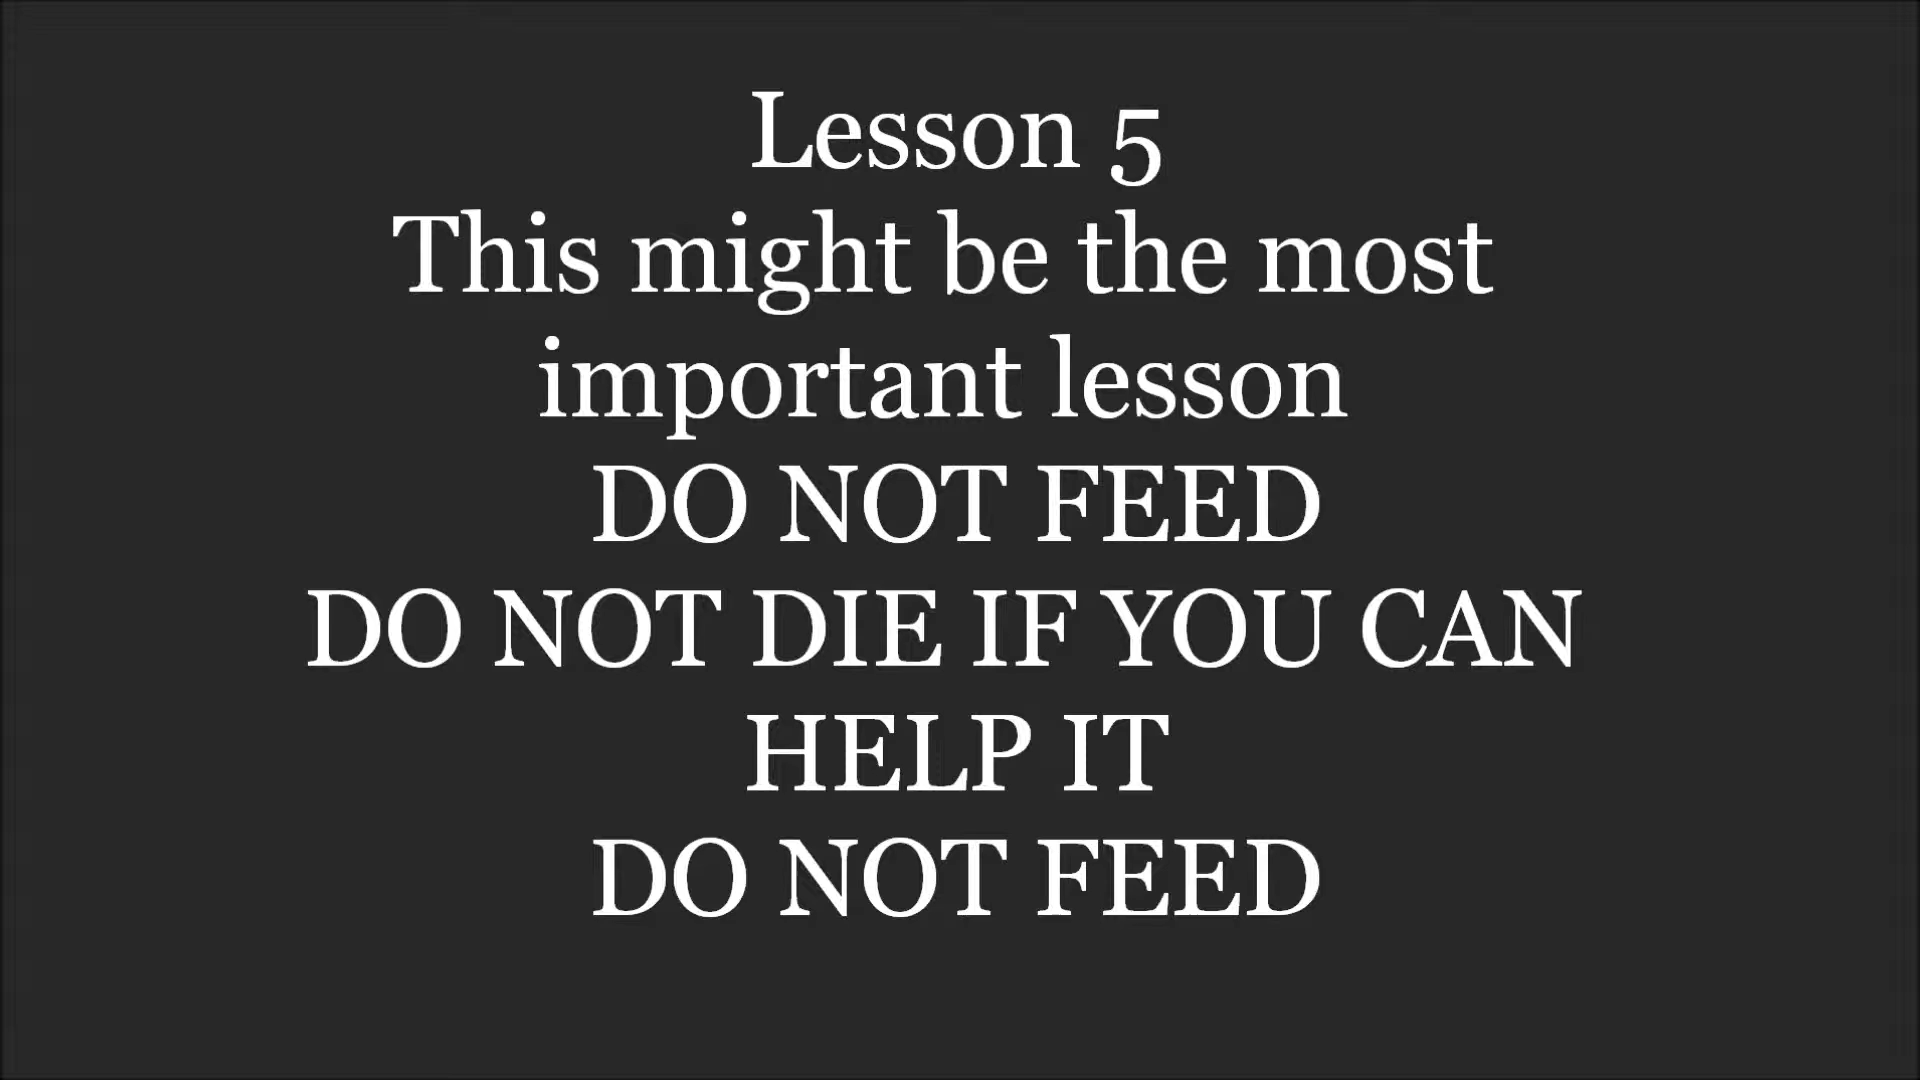 Lesson 5
This might be the most
important lesson
DO NOT FEED
DO NOT DIE IF YOU CAN
HELP IT
DO NOT FEED